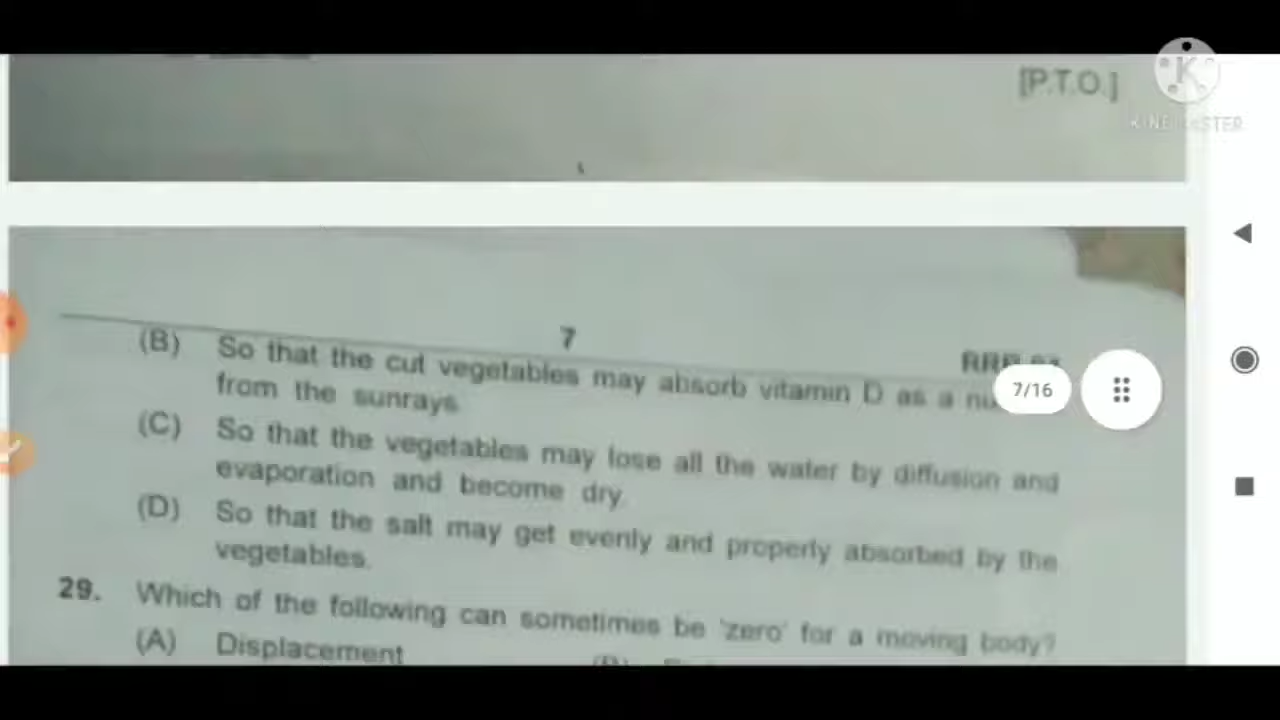 [P.T.O.]
KINEMASTER
7
7/16
(B) So that the cut vegetables may absorb vitamin D as a
from the sunrays
(C) So that the vegetables may lose all the water by diffusion and
evaporation and become dry.
(D) So that the salt may get evenly and properly absorbed by the
vegetables.
29. Which of the following can sometimes be 'zero' for a moving body?
(A) Displacement